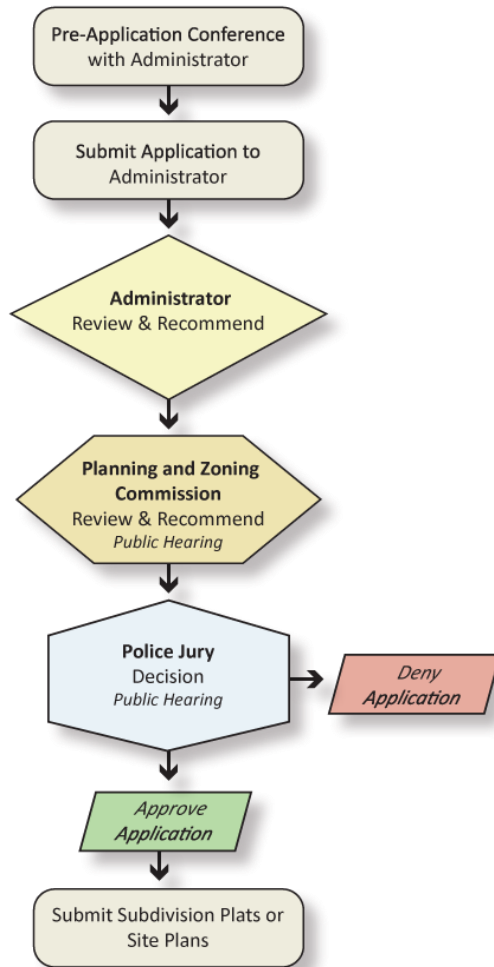 Pre-Application Conference
with Administrator
Submit Application to
Administrator
Administrator
Review & Recommend
Planning and Zoning
Commission
Review & Recommend
Public Hearing
Police Jury
Decision
Public Hearing
Deny
Application
Approve
Application
Submit Subdivision Plats or
Site Plans